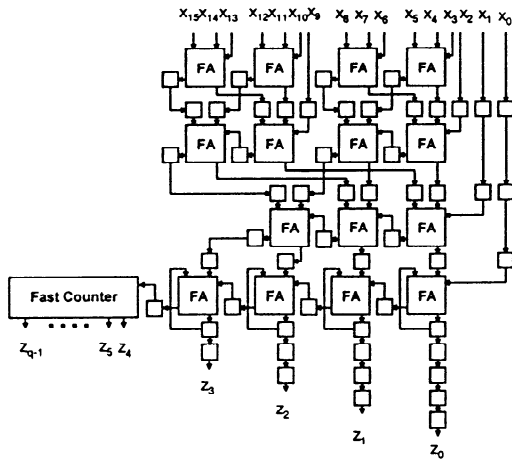 X15 X14 X13 X12 X11 X10 X9 X8 X7 X6 X5 X4 X3 X2 X1 X0
FA FA FA FA
FA FA FA FA
FA FA FA
Fast Counter FA FA FA FA
Zq-1 Z5 Z4
Z3
Z2
Z1
Z0